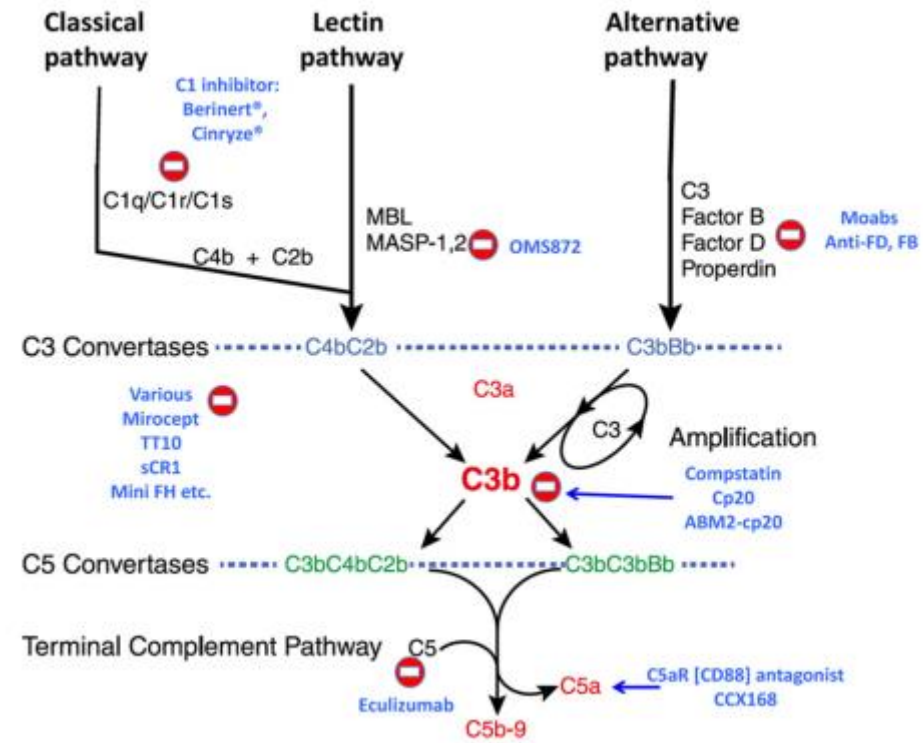 Classical
pathway
Lectin
pathway
Alternative
pathway
C1 inhibitor:
Berinert®,
Cinryze®
C1q/C1r/C1s
C4b + C2b
MBL
MASP-1,2
OMS872
C3
Factor B
Factor D
Properdin
Moabs
Anti-FD, FB
C3 Convertases
C4bC2b
C3bBb
Various
Mirocept
TT10
sCR1
Mini FH etc.
C3a
C3
Amplification
C3b
Compstatin
Cp20
ABM2-cp20
C5 Convertases
C3bC4bC2b
C3bC3bBb
Terminal Complement Pathway
C5
Eculizumab
C5a
C5aR [CD88] antagonist
CCX168
C5b-9